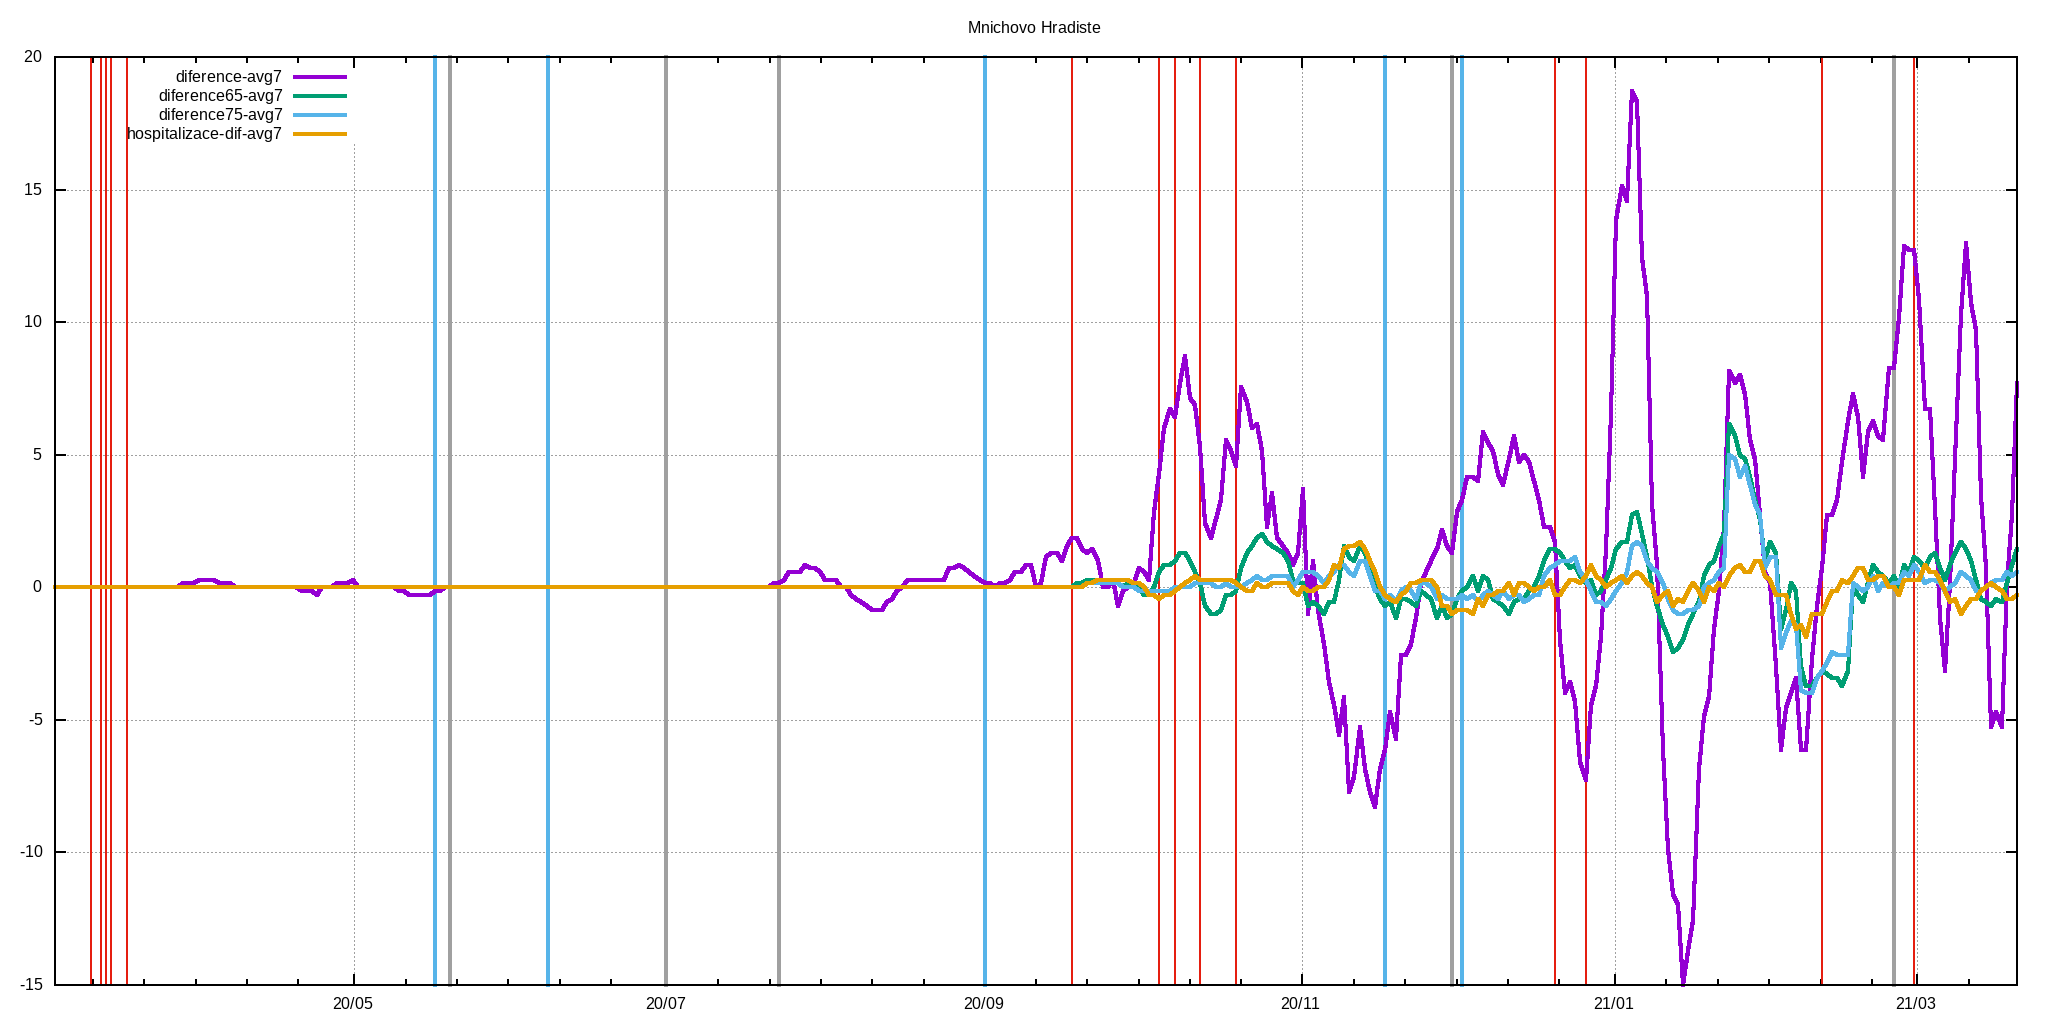 Mnichovo Hradiste
20
diference-avg7
diference65-avg7
diference75-avg7
hospitalizace-dif-avg7
15
10
5
0
-5
-10
-15
20/05 20/07 20/09 20/11 21/01 21/03